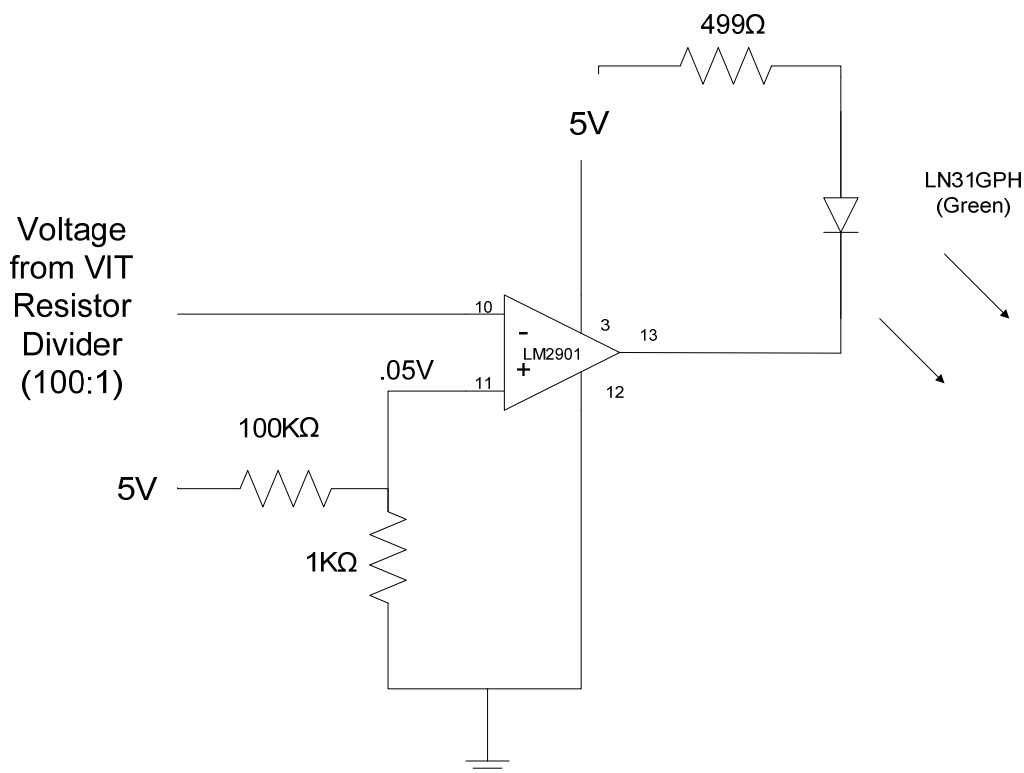 499Ω
5V
LN31GPH
(Green)
Voltage
from VIT
Resistor
Divider
(100:1)
10
-
3
13
LM2901
+
.05V
11
12
100KΩ
5V
1KΩ